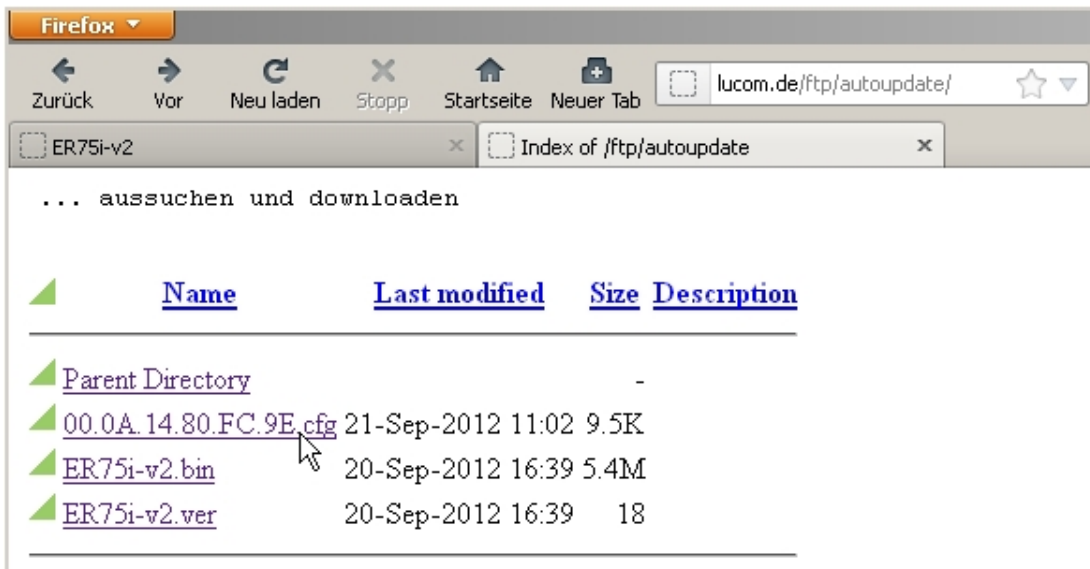 Firefox
Zurück Vor Neu laden Stopp Startseite Neuer Tab lucom.de/ftp/autoupdate/
ER75i-v2 Index of /ftp/autoupdate
... aussuchen und downloaden
Name Last modified Size Description
Parent Directory -
00.0A.14.80.FC.9E.cfg 21-Sep-2012 11:02 9.5K
ER75i-v2.bin 20-Sep-2012 16:39 5.4M
ER75i-v2.ver 20-Sep-2012 16:39 18